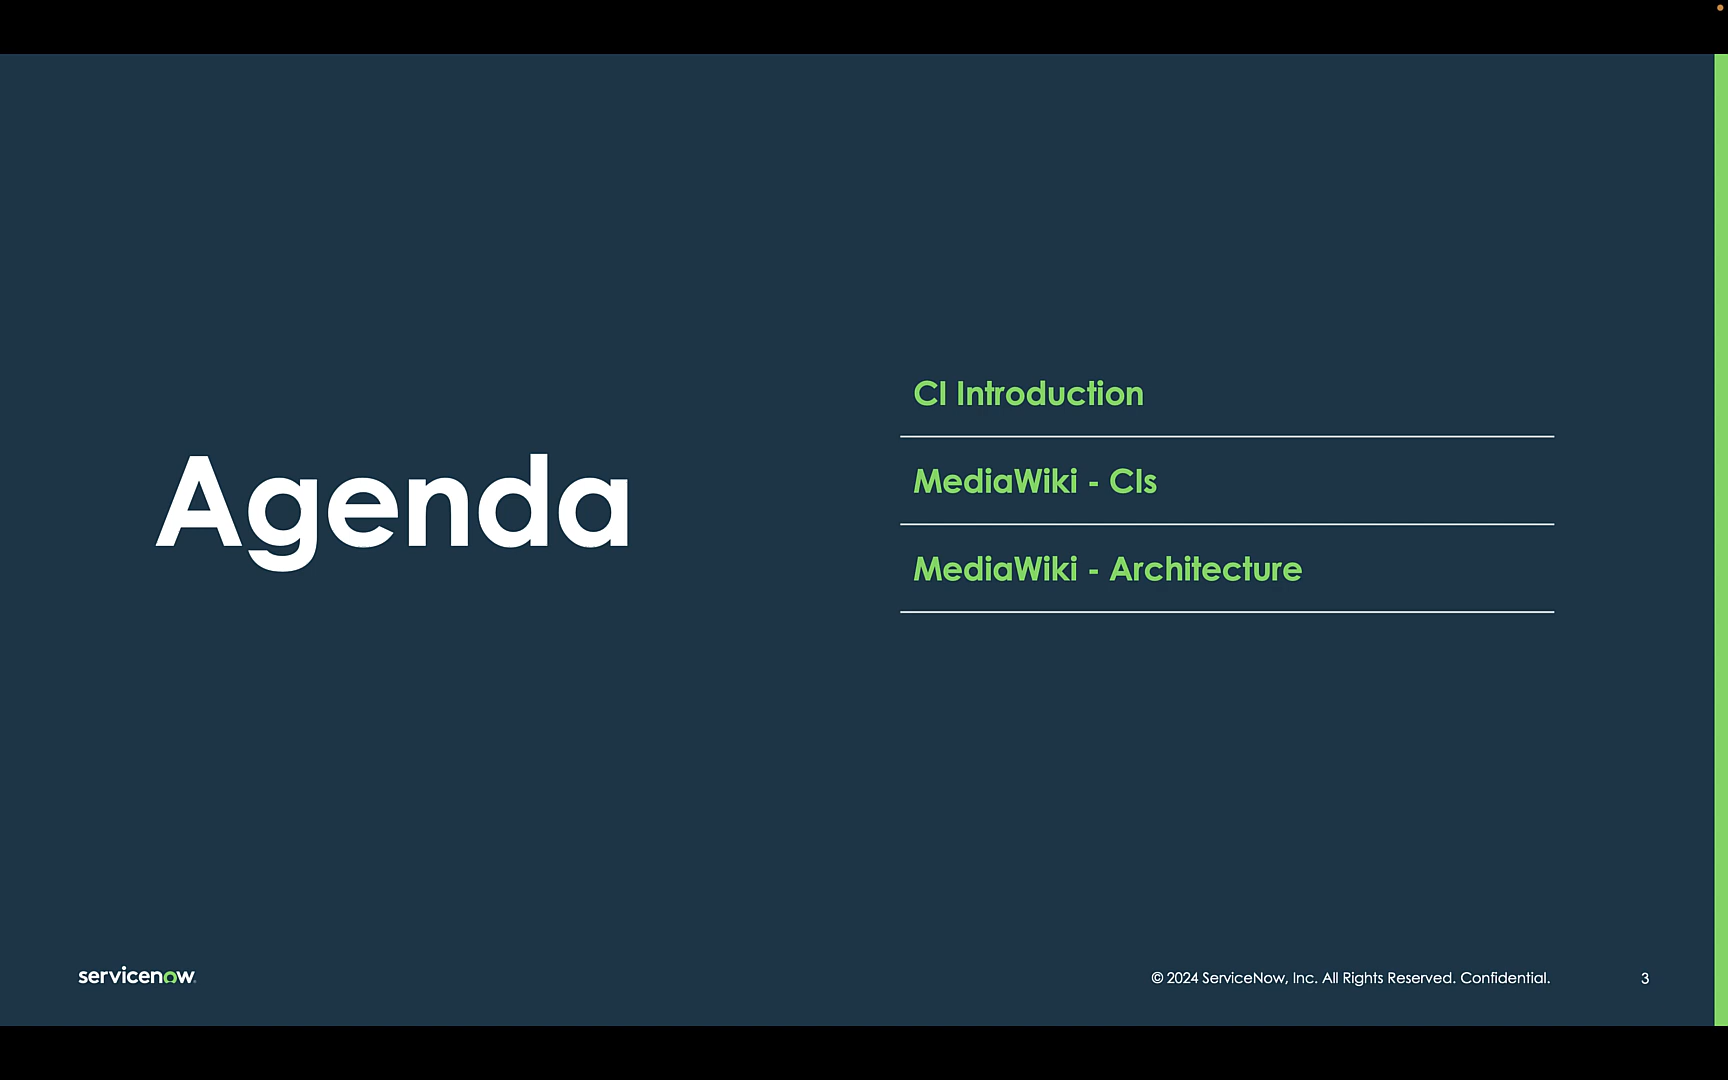 Agenda
CI Introduction
MediaWiki - CIs
MediaWiki - Architecture
servicenow
© 2024 ServiceNow, Inc. All Rights Reserved. Confidential.
3